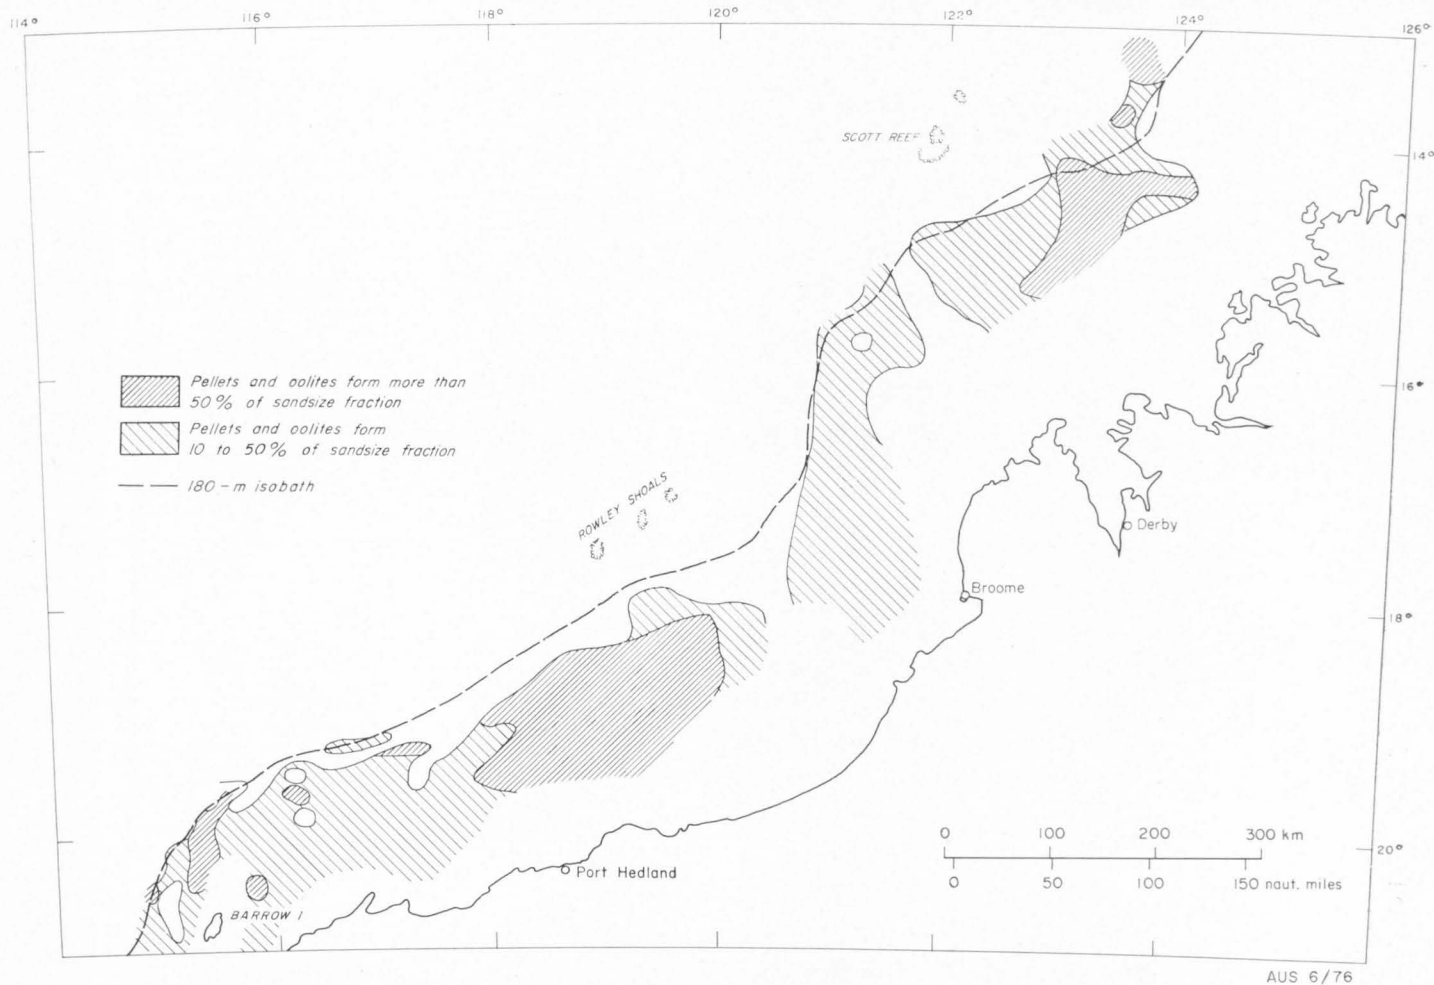 114° 116° 118° 120° 122° 124° 126°
SCOTT REEF
14°
Pellets and oolites form more than
50% of sandsize fraction
Pellets and oolites form
10 to 50% of sandsize fraction
180-m isobath
16°
ROWLEY SHOALS
Derby
Broome
18°
0 100 200 300 km
0 50 100 150 naut. miles
20°
Port Hedland
BARROW I
AUS 6/76